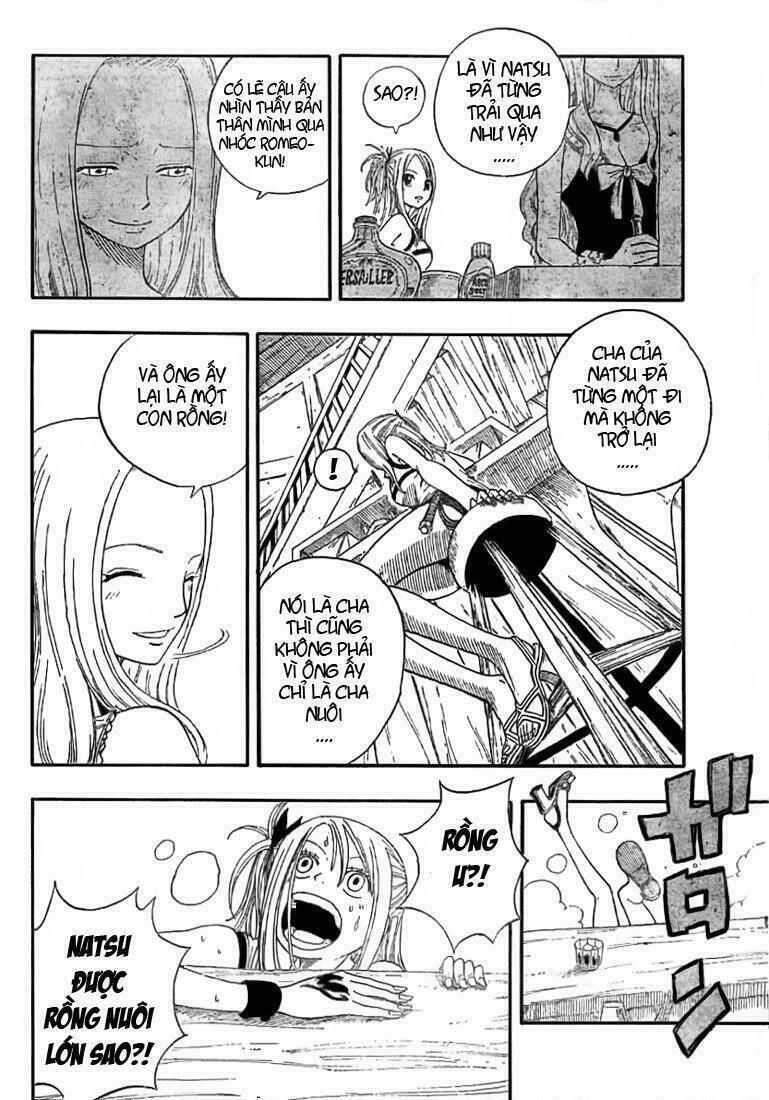 LÀ VÌ NATSU
ĐÃ TỪNG
TRẢI QUA
NHƯ VẬY
.....
SAO?!
ERSALLER
CÓ LẼ CẬU ẤY
NHÌN THẤY BẢN
THÂN MÌNH QUA
NHÓC ROMEO-
KUN!
CHA CỦA
NATSU ĐÃ
TỪNG MỘT ĐI
MÀ KHÔNG
TRỞ LẠI
.....
!
NÓI LÀ CHA
THÌ CŨNG
KHÔNG PHẢI
VÌ ÔNG ẤY
CHỈ LÀ CHA
NUÔI
....
VÀ ÔNG ẤY
LẠI LÀ MỘT
CON RỒNG!
ガロン
RỒNG
Ư?!
NATSU
ĐƯỢC
RỒNG NUÔI
LỚN SAO?!